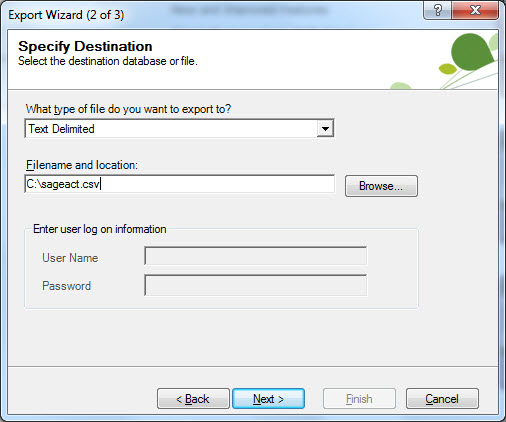 Export Wizard (2 of 3)
Specify Destination
Select the destination database or file.
What type of file do you want to export to?
Text Delimited
Filename and location:
C:\sageact.csv
Browse...
Enter user log on information
User Name
Password
< Back
Next >
Finish
Cancel